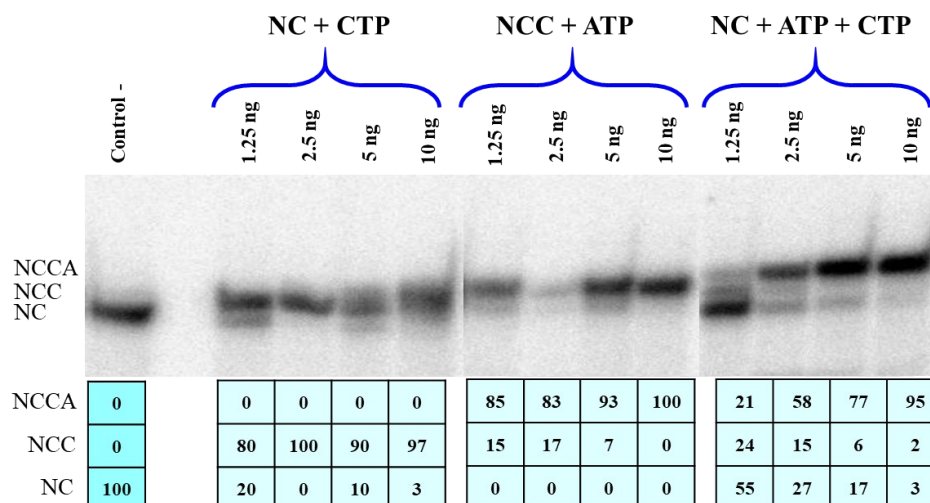 NC + CTP NCC + ATP NC + ATP + CTP
Control - 1.25 ng 2.5 ng 5 ng 10 ng 1.25 ng 2.5 ng 5 ng 10 ng 1.25 ng 2.5 ng 5 ng 10 ng
NCCA
NCC
NC
NCCA 0 0 0 0 0 85 83 93 100 21 58 77 95
NCC 0 80 100 90 97 15 17 7 0 24 15 6 2
NC 100 20 0 10 3 0 0 0 0 55 27 17 3